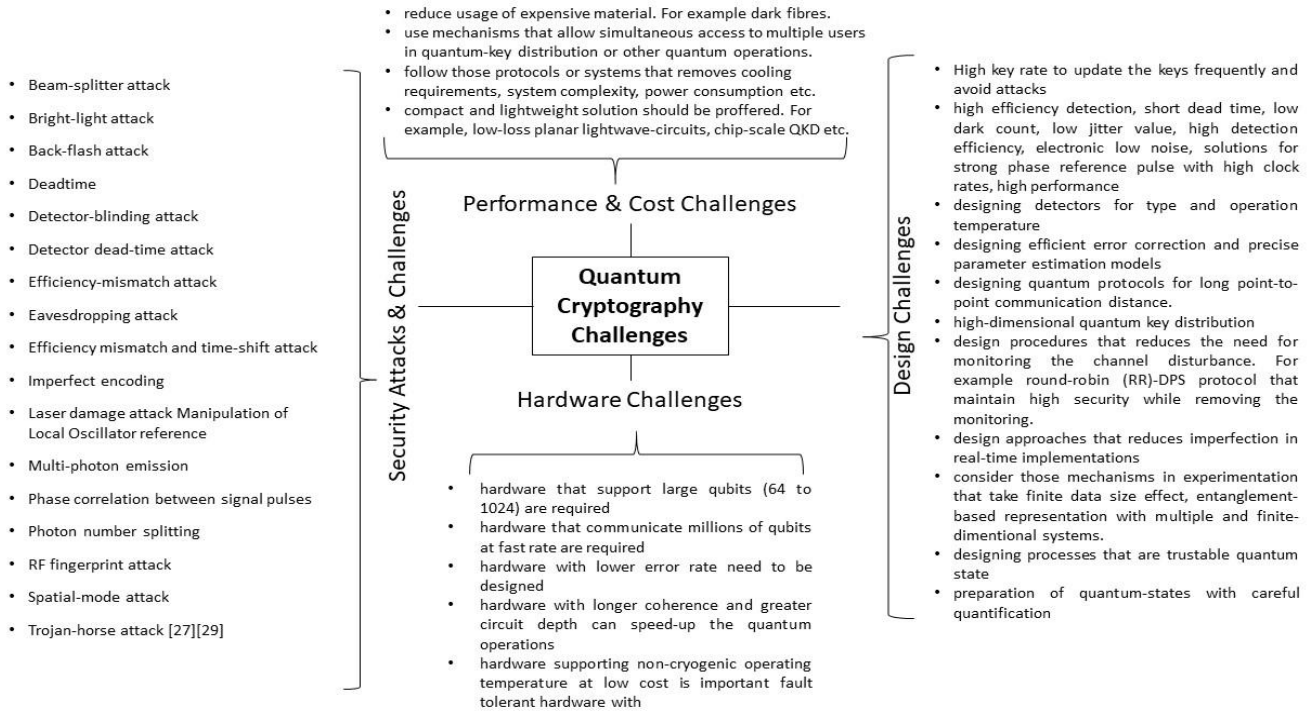 • reduce usage of expensive material. For example dark fibres.
• use mechanisms that allow simultaneous access to multiple users
in quantum-key distribution or other quantum operations.
• follow those protocols or systems that removes cooling
requirements, system complexity, power consumption etc.
• compact and lightweight solution should be proffered. For
example, low-loss planar lightwave-circuits, chip-scale QKD etc.
Performance & Cost Challenges
• Beam-splitter attack
• Bright-light attack
• Back-flash attack
• Deadtime
• Detector-blinding attack
• Detector dead-time attack
• Efficiency-mismatch attack
• Eavesdropping attack
• Efficiency mismatch and time-shift attack
• Imperfect encoding
• Laser damage attack Manipulation of
Local Oscillator reference
• Multi-photon emission
• Phase correlation between signal pulses
• Photon number splitting
• RF fingerprint attack
• Spatial-mode attack
• Trojan-horse attack [27][29]
Security Attacks & Challenges
Quantum
Cryptography
Challenges
Hardware Challenges
• hardware that support large qubits (64 to
1024) are required
• hardware that communicate millions of qubits
at fast rate are required
• hardware with lower error rate need to be
designed
• hardware with longer coherence and greater
circuit depth can speed-up the quantum
operations
• hardware supporting non-cryogenic operating
temperature at low cost is important fault
tolerant hardware with
Design Challenges
• High key rate to update the keys frequently and
avoid attacks
• high efficiency detection, short dead time, low
dark count, low jitter value, high detection
efficiency, electronic low noise, solutions for
strong phase reference pulse with high clock
rates, high performance
• designing detectors for type and operation
temperature
• designing efficient error correction and precise
parameter estimation models
• designing quantum protocols for long point-to-
point communication distance.
• high-dimensional quantum key distribution
• design procedures that reduces the need for
monitoring the channel disturbance. For
example round-robin (RR)-DPS protocol that
maintain high security while removing the
monitoring.
• design approaches that reduces imperfection in
real-time implementations
• consider those mechanisms in experimentation
that take finite data size effect, entanglement-
based representation with multiple and finite-
dimentional systems.
• designing processes that are trustable quantum
state
• preparation of quantum-states with careful
quantification